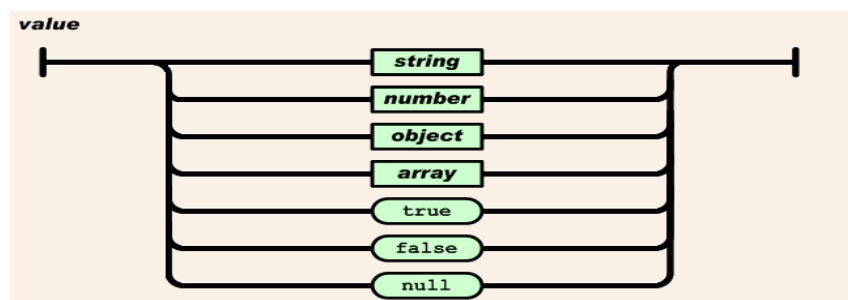 value
string
number
object
array
true
false
null